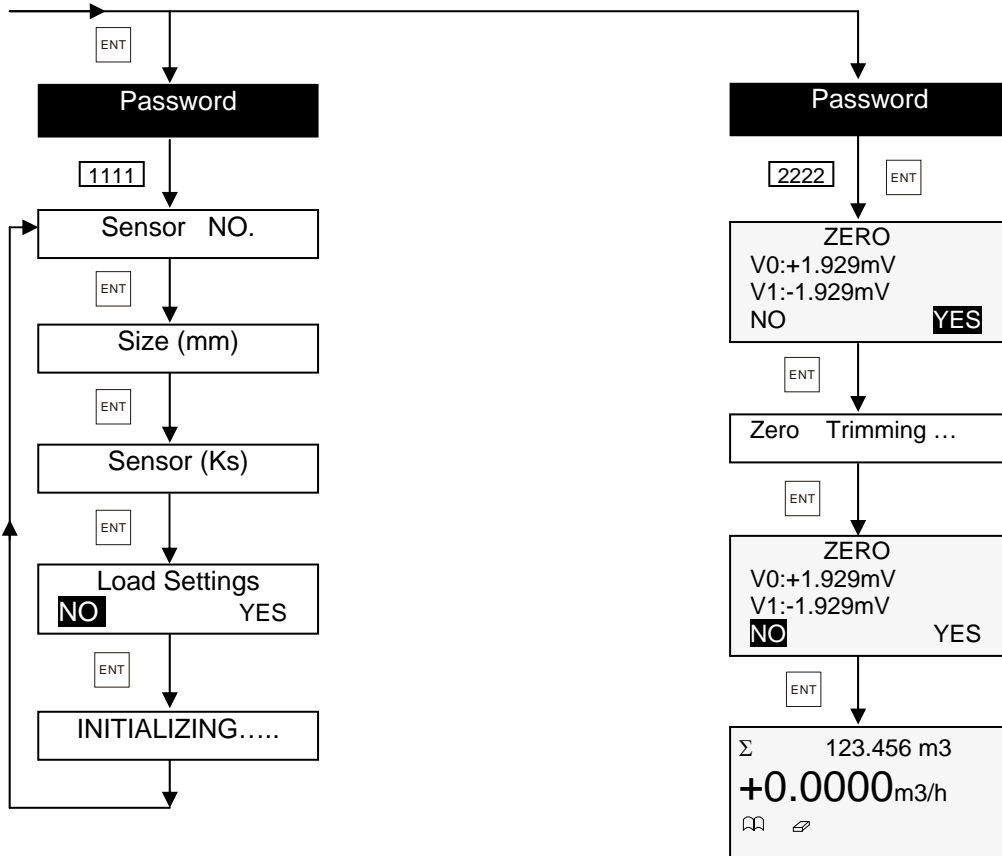 ENT
Password
1111
Sensor NO.
ENT
Size (mm)
ENT
Sensor (Ks)
ENT
Load Settings
NO YES
ENT
INITIALIZING…..
Password
2222 ENT
ZERO
V0:+1.929mV
V1:-1.929mV
NO YES
ENT
Zero Trimming …
ENT
ZERO
V0:+1.929mV
V1:-1.929mV
NO YES
ENT
Σ 123.456 m3
+0.0000m3/h